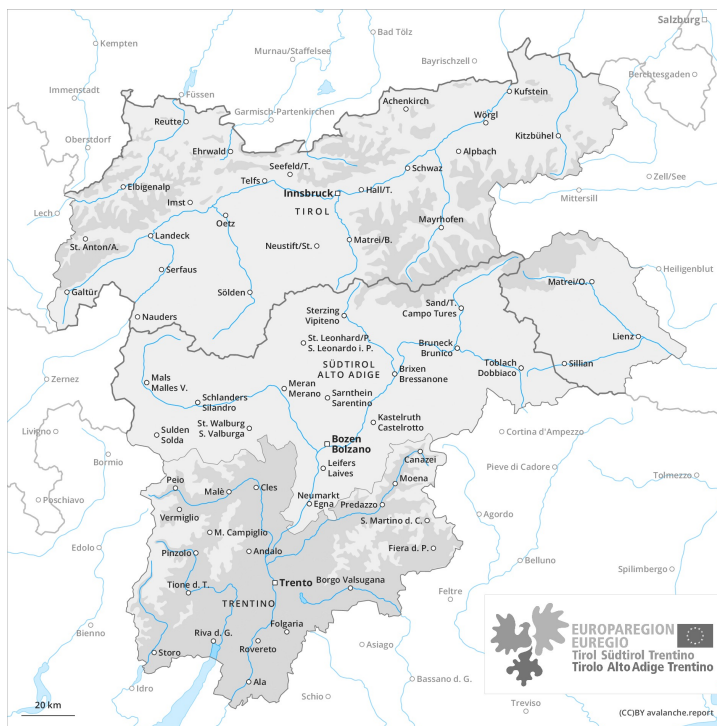 Salzburg
Bad Tölz
Kempten
Murnau/Staffelsee
Bayrischzell
Berchtesgaden
Immenstadt
Füssen
Kufstein
Achenkirch
Garmisch-Partenkirchen
Reutte
Wörgl
Kitzbühel
Oberstdorf
Ehrwald
Alpbach
Seefeld/T.
Schwaz
Zell/See
Telfs
Elbigenalp
Innsbruck
Hall/T.
Mittersill
Imst
Lech
TIROL
Oetz
Mayrhofen
Landeck
Matrei/B.
St. Anton/A.
Neustift/St.
Serfaus
Heiligenblut
Matrei/O.
Galtür
Sölden
Sand/T.
Campo Tures
Nauders
Sterzing
Vipiteno
Lienz
St. Leonhard/P.
S. Leonardo i. P.
Bruneck
Brunico
SÜDTIROL
ALTO ADIGE
Toblach
Dobbiaco
Sillian
Brixen
Bressanone
Zernez
Mals
Malles V.
Meran
Merano
Schlanders
Silandro
Sarnthein
Sarentino
St. Walburg
S. Valburga
Kastelruth
Castelrotto
Livigno
Sulden
Solda
Cortina d'Ampezzo
Bozen
Bolzano
Bormio
Canazei
Leifers
Laives
Pieve di Cadore
Tolmezzo
Peio
Moena
Malè
Cles
Neumarkt
Egna
Predazzo
Poschiavo
Vermiglio
Agordo
S. Martino d. C.
M. Campiglio
Edolo
Pinzolo
Andalo
Fiera d. P.
Belluno
Spilimbergo
Tione d. T.
Trento
Borgo Valsugana
Feltre
TRENTINO
Folgaria
Bienno
Riva d. G.
Rovereto
Asiago
Storo
Ala
Bassano d. G.
Idro
Schio
Treviso
EUROPAREGION
EUREGIO
Tirol Südtirol Trentino
Tirolo Alto Adige Trentino
20 km
(CC)BY avalanche.report